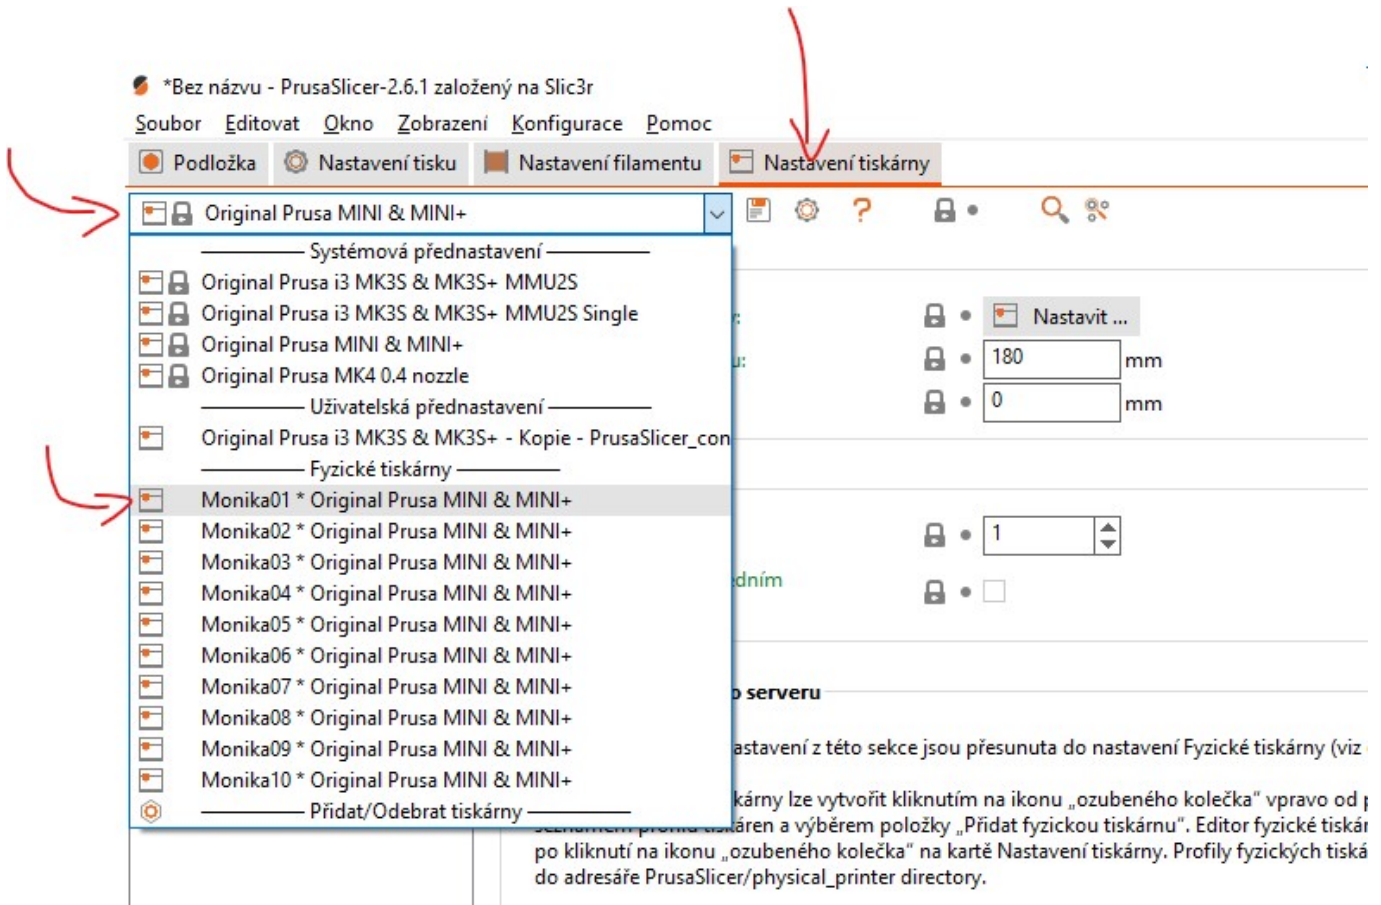 *Bez názvu - PrusaSlicer-2.6.1 založený na Slic3r
Soubor Editovat Okno Zobrazení Konfigurace Pomoc
Podložka Nastavení tisku Nastavení filamentu Nastavení tiskárny
Original Prusa MINI & MINI+
Systémová přednastavení
Original Prusa i3 MK3S & MK3S+ MMU2S
Original Prusa i3 MK3S & MK3S+ MMU2S Single
Nastavit ...
Original Prusa MINI & MINI+
u:
180 mm
Original Prusa MK4 0.4 nozzle
Uživatelská přednastavení
0 mm
Original Prusa i3 MK3S & MK3S+ - Kopie - PrusaSlicer_con
Fyzické tiskárny
Monika01 * Original Prusa MINI & MINI+
Monika02 * Original Prusa MINI & MINI+
1
Monika03 * Original Prusa MINI & MINI+
edním
Monika04 * Original Prusa MINI & MINI+
Monika05 * Original Prusa MINI & MINI+
Monika06 * Original Prusa MINI & MINI+
Monika07 * Original Prusa MINI & MINI+
o serveru
Monika08 * Original Prusa MINI & MINI+
Monika09 * Original Prusa MINI & MINI+
astavení z této sekce jsou přesunuta do nastavení Fyzické tiskárny (viz
Monika10 * Original Prusa MINI & MINI+
Přidat/Odebrat tiskárny
kárny lze vytvořit kliknutím na ikonu „ozubeného kolečka" vpravo od
seznamem profilů tiskáren a výběrem položky „Přidat fyzickou tiskárnu". Editor fyzické tiskár
po kliknutí na ikonu „ozubeného kolečka" na kartě Nastavení tiskárny. Profily fyzických tiská
do adresáře PrusaSlicer/physical_printer directory.